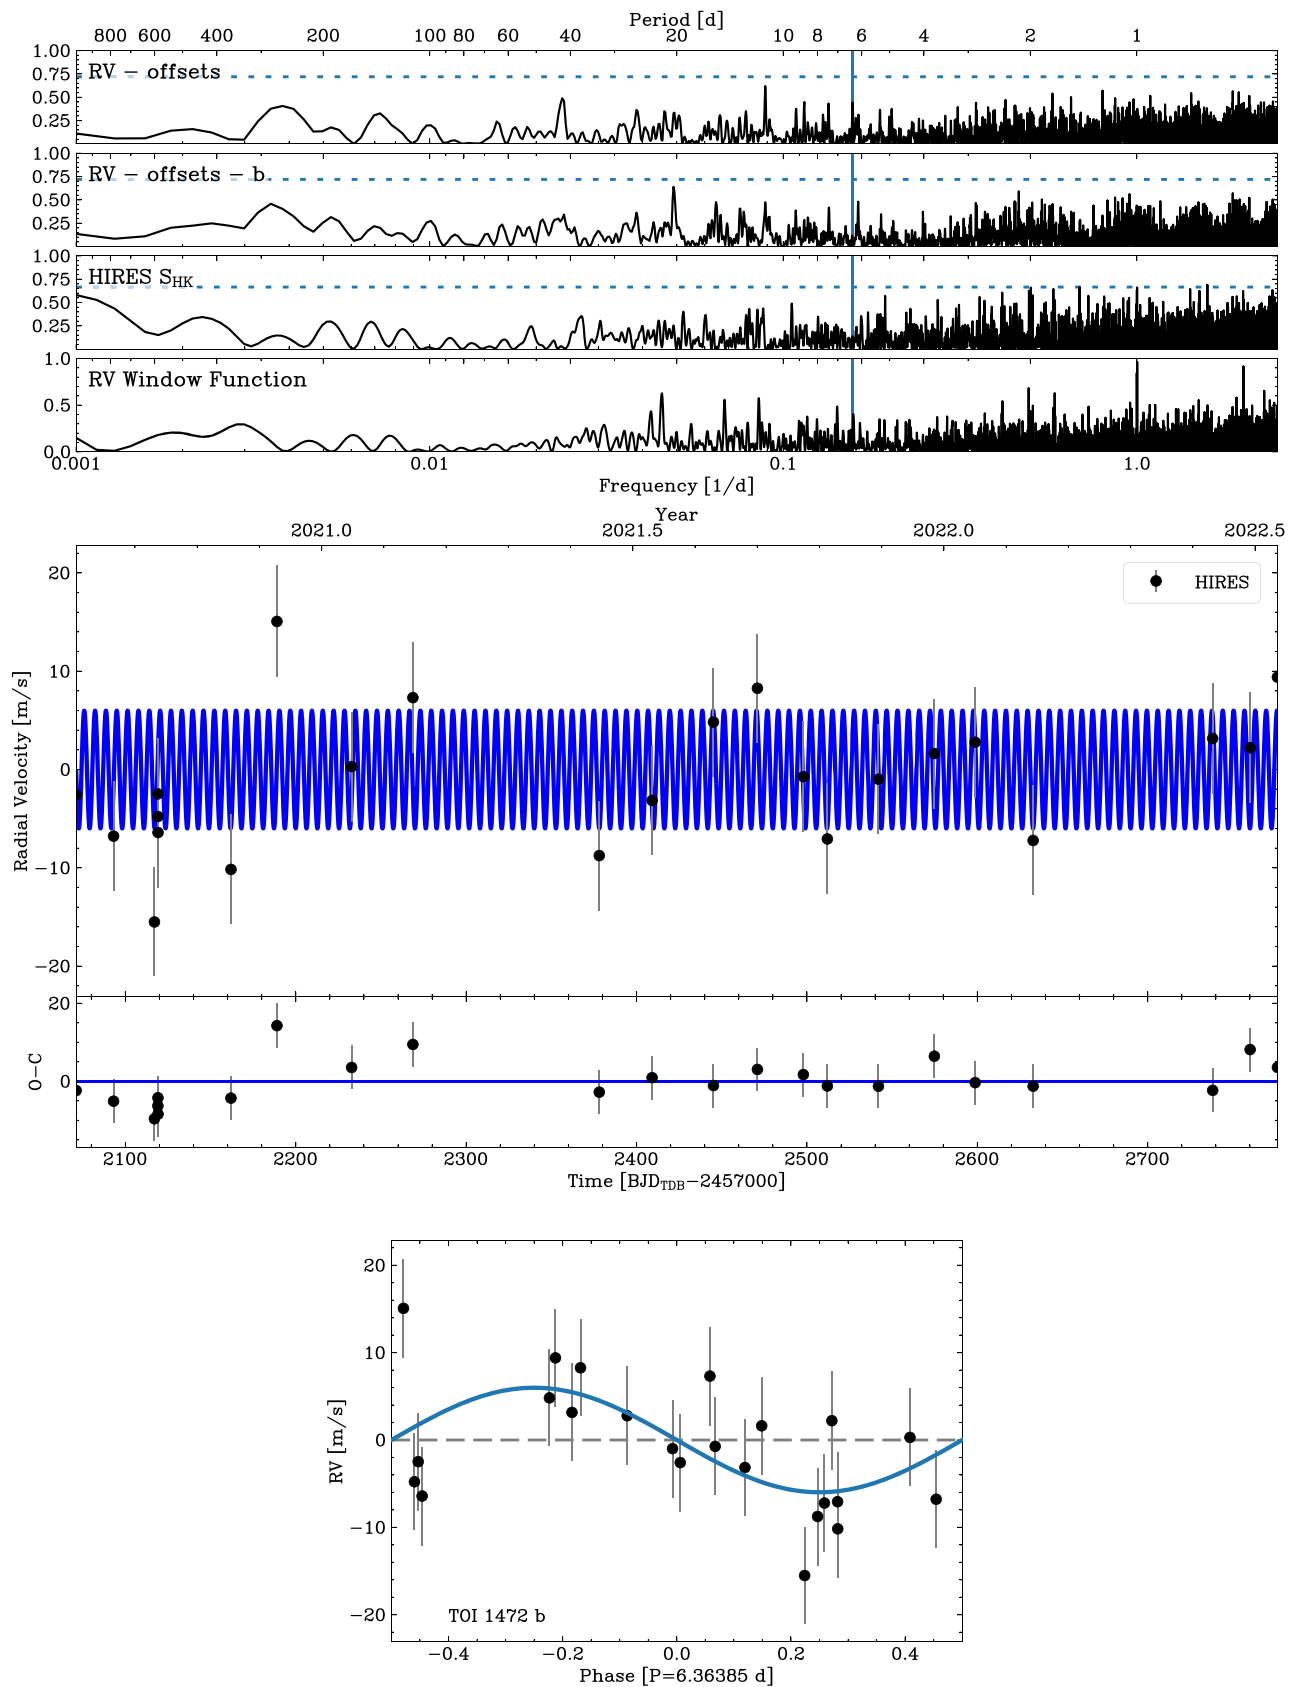 Period [d]
800 600 400 200 100 80 60 40 20 10 8 6 4 2 1
1.00
RV − offsets
0.75
0.50
0.25
1.00
RV − offsets − b
0.75
0.50
0.25
1.00
HIRES S_HK
0.75
0.50
0.25
1.0
RV Window Function
0.5
0.0
0.001 0.01 0.1 1.0
Frequency [1/d]
Year
2021.0 2021.5 2022.0 2022.5
HIRES
Radial Velocity [m/s]
20
10
0
−10
−20
O−C
20
0
2100 2200 2300 2400 2500 2600 2700
Time [BJD_TDB−2457000]
RV [m/s]
20
10
0
−10
−20
TOI 1472 b
−0.4 −0.2 0.0 0.2 0.4
Phase [P=6.36385 d]